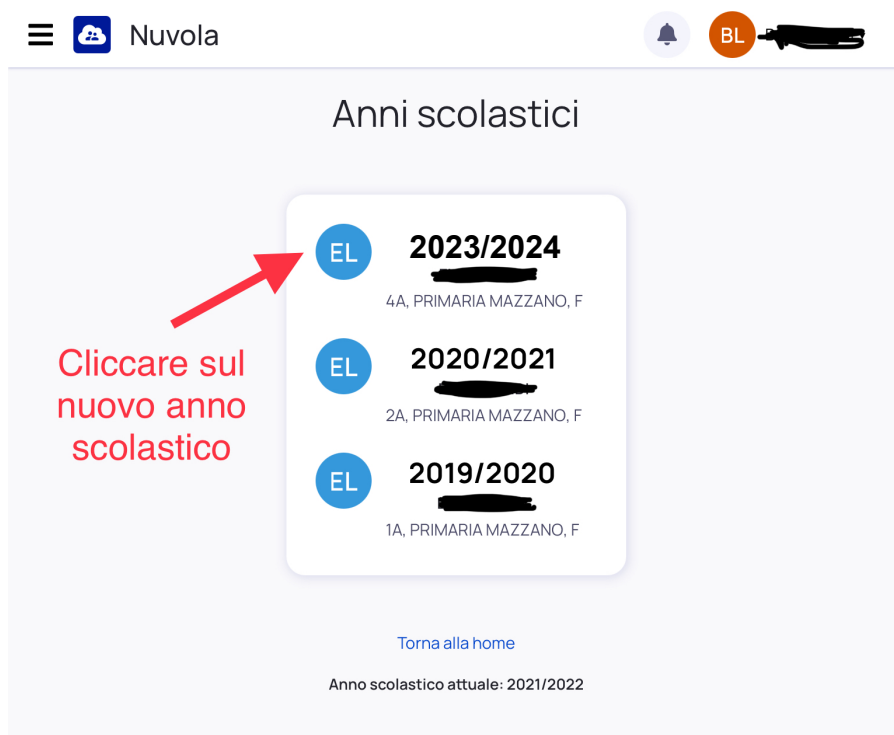 Nuvola
BL
Anni scolastici
EL
2023/2024
4A, PRIMARIA MAZZANO, F
Cliccare sul
nuovo anno
scolastico
EL
2020/2021
2A, PRIMARIA MAZZANO, F
EL
2019/2020
1A, PRIMARIA MAZZANO, F
Torna alla home
Anno scolastico attuale: 2021/2022